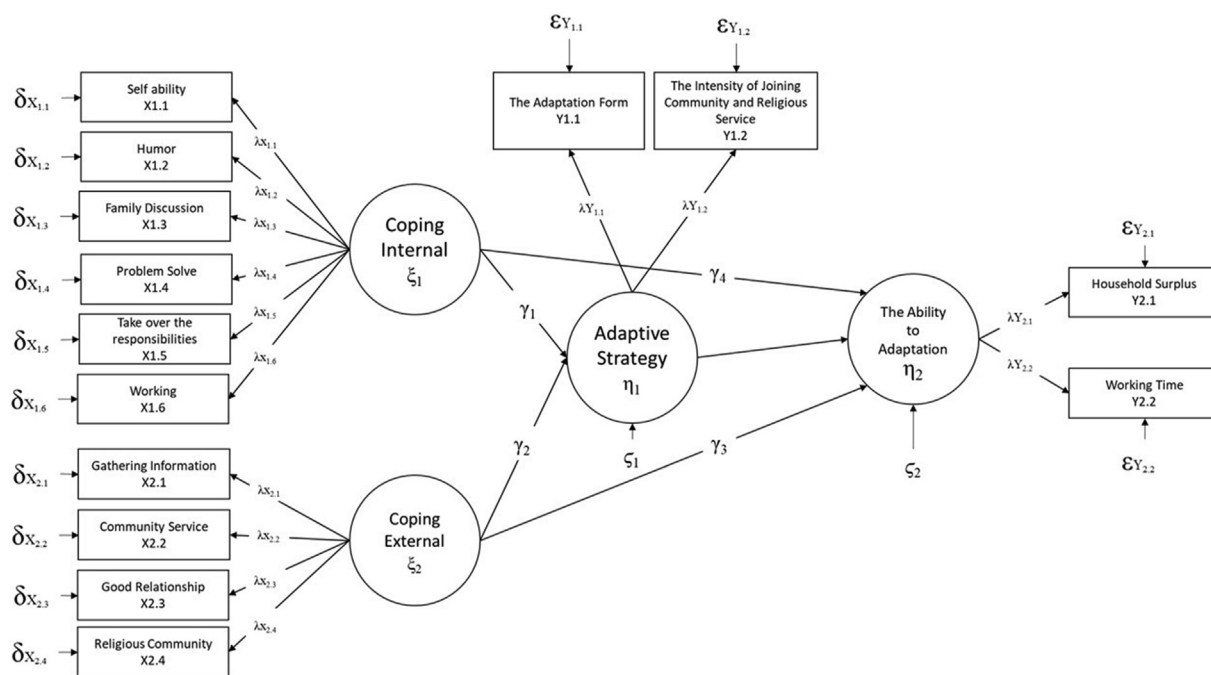 εY1.1
εY1.2
The Adaptation Form
Y1.1
The Intensity of Joining
Community and Religious
Service
Y1.2
δX1.1
Self ability
X1.1
λX1.1
δX1.2
Humor
X1.2
λX1.2
δX1.3
Family Discussion
X1.3
λX1.3
δX1.4
Problem Solve
X1.4
λX1.4
δX1.5
Take over the
responsibilities
X1.5
λX1.5
δX1.6
Working
X1.6
λX1.6
Coping
Internal
ξ1
λY1.1
λY1.2
γ4
γ1
Adaptive
Strategy
η1
ς1
The Ability
to
Adaptation
η2
ς2
εY2.1
Household Surplus
Y2.1
λY2.1
λY2.2
Working Time
Y2.2
εY2.2
γ2
γ3
δX2.1
Gathering Information
X2.1
λX2.1
δX2.2
Community Service
X2.2
λX2.2
δX2.3
Good Relationship
X2.3
λX2.3
δX2.4
Religious Community
X2.4
λX2.4
Coping
External
ξ2